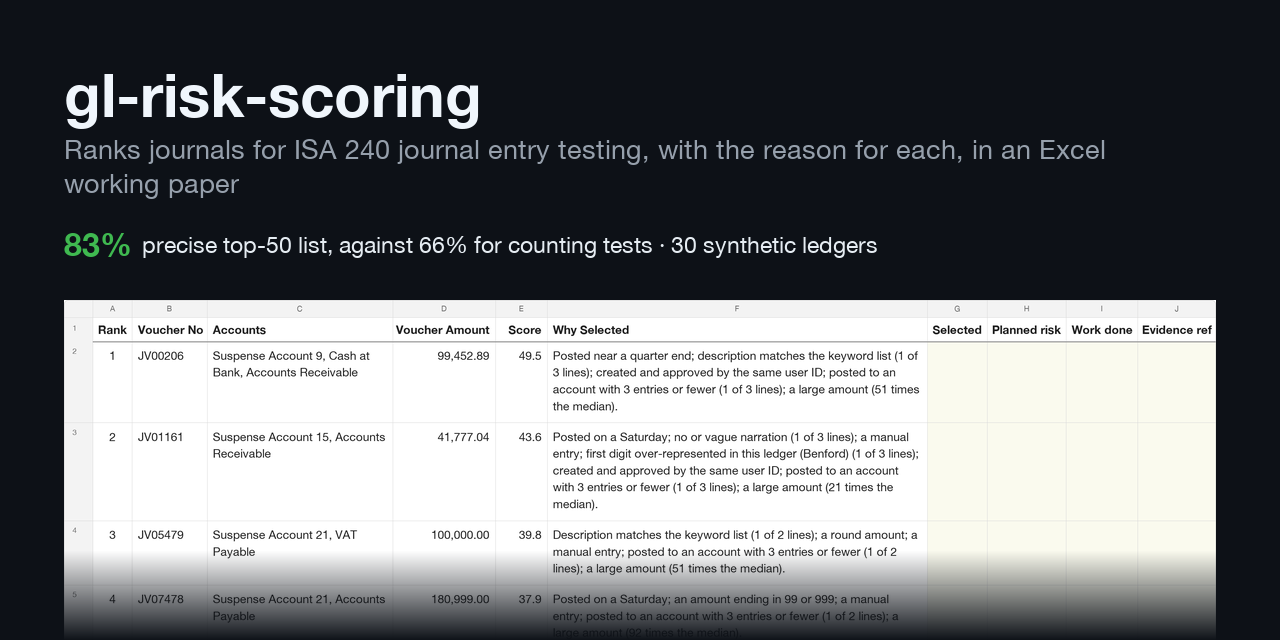 gl-risk-scoring
Ranks journals for ISA 240 journal entry testing, with the reason for each, in an Excel
working paper
83% precise top-50 list, against 66% for counting tests · 30 synthetic ledgers
A B C D E F G H I J
1 Rank Voucher No Accounts Voucher Amount Score Why Selected Selected Planned risk Work done Evidence ref
2 1 JV00206 Suspense Account 9, Cash at 99,452.89 49.5 Posted near a quarter end; description matches the keyword list (1 of
Bank, Accounts Receivable 3 lines); created and approved by the same user ID; posted to an
account with 3 entries or fewer (1 of 3 lines); a large amount (51 times
the median).
3 2 JV01161 Suspense Account 15, Accounts 41,777.04 43.6 Posted on a Saturday; no or vague narration (1 of 3 lines); a manual
Receivable entry; first digit over-represented in this ledger (Benford) (1 of 3 lines);
created and approved by the same user ID; posted to an account
with 3 entries or fewer (1 of 3 lines); a large amount (21 times the
median).
4 3 JV05479 Suspense Account 21, VAT 100,000.00 39.8 Description matches the keyword list (1 of 2 lines); a round amount; a
Payable manual entry; posted to an account with 3 entries or fewer (1 of 2
lines); a large amount (51 times the median).
5 4 JV07478 Suspense Account 21, Accounts 180,999.00 37.9 Posted on a Saturday; an amount ending in 99 or 999; a manual
Payable entry; posted to an account with 3 entries or fewer (1 of 2 lines); a
large amount (92 times the median).